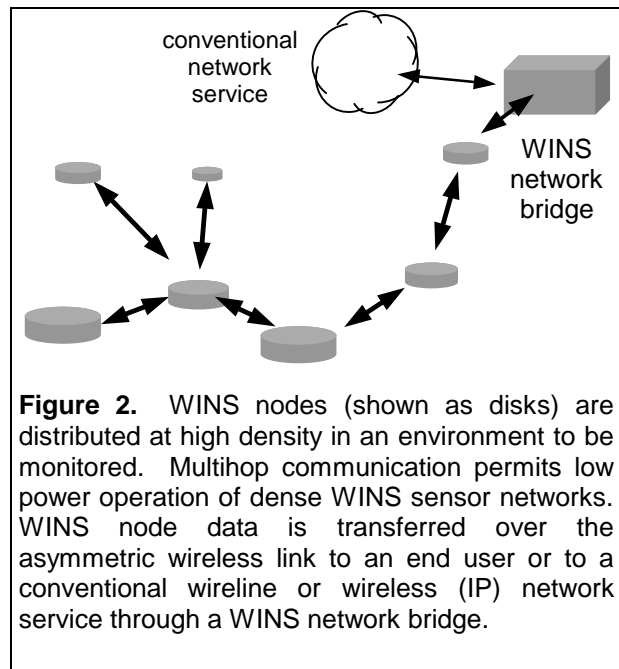 conventional
network
service
WINS
network
bridge
Figure 2. WINS nodes (shown as disks) are
distributed at high density in an environment to be
monitored. Multihop communication permits low
power operation of dense WINS sensor networks.
WINS node data is transferred over the
asymmetric wireless link to an end user or to a
conventional wireline or wireless (IP) network
service through a WINS network bridge.